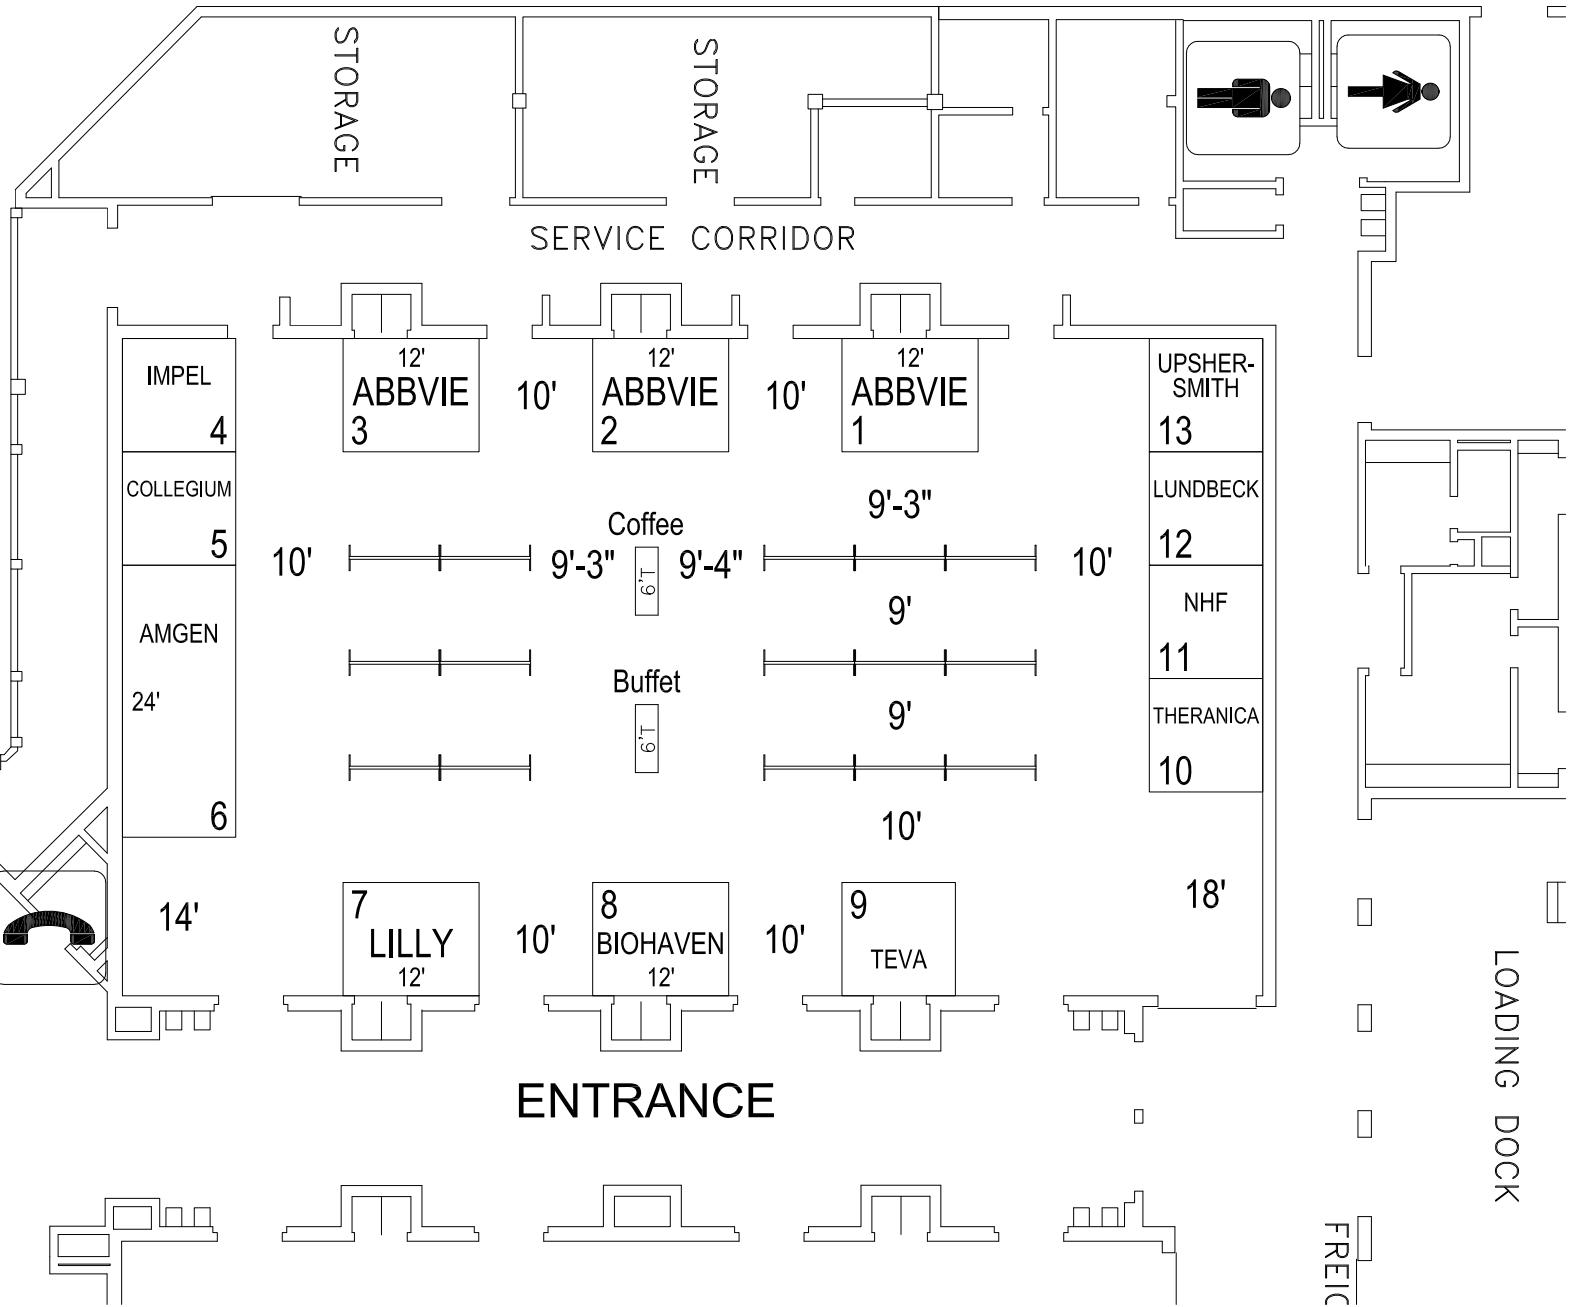 STORAGE
STORAGE
SERVICE CORRIDOR
IMPEL
4
12'
ABBVIE
3
10'
12'
ABBVIE
2
10'
12'
ABBVIE
1
UPSHER-
SMITH
13
COLLEGIUM
5
LUNDBECK
12
9'-3"
Coffee
10'
9'-3"
6'T
9'-4"
10'
NHF
11
9'
AMGEN
24'
6
Buffet
6'T
9'
THERANICA
10
10'
14'
7
LILLY
12'
10'
8
BIOHAVEN
12'
10'
9
TEVA
18'
ENTRANCE
LOADING DOCK